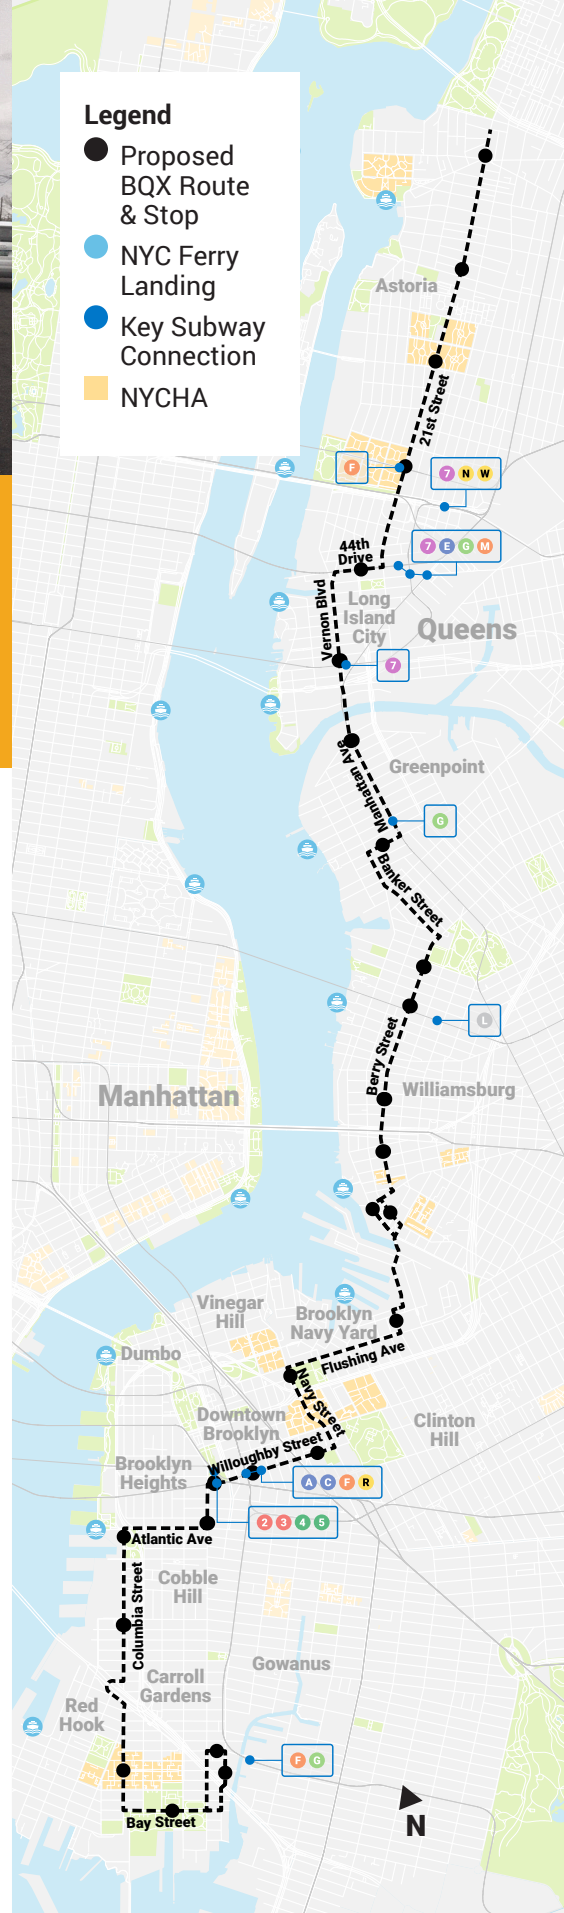 Legend
Proposed
BQX Route
& Stop
NYC Ferry
Landing
Key Subway
Connection
NYCHA
Astoria
21st Street
F
7 N W
7 E G M
44th
Drive
Vernon Blvd
Long
Island
City
Queens
7
Manhattan Ave
Greenpoint
G
Banker Street
L
Berry Street
Williamsburg
Manhattan
Vinegar
Hill
Brooklyn
Navy Yard
Dumbo
Flushing Ave
Navy Street
Downtown
Brooklyn
Clinton
Hill
Willoughby Street
Brooklyn
Heights
A C F R
2 3 4 5
Atlantic Ave
Columbia Street
Cobble
Hill
Gowanus
Carroll
Gardens
Red
Hook
F G
Bay Street
N